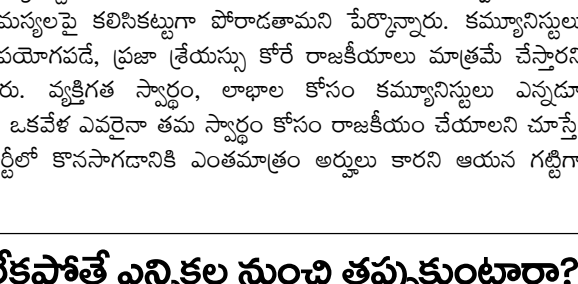 మస్యలపై కలిసికట్టుగా పోరాడతామని పేర్కొన్నారు. కమ్యూనిస్టులు
పయోగపడే, ప్రజా శ్రేయస్సు కోరే రాజకీయాలు మాత్రమే చేస్తారని
రు. వ్యక్తిగత స్వార్థం, లాభాల కోసం కమ్యూనిస్టులు ఎన్నడూ
ఒకవేళ ఎవరైనా తమ స్వార్థం కోసం రాజకీయం చేయాలని చూస్తే
ర్టీలో కొనసాగడానికి ఎంతమాత్రం అర్హులు కారని ఆయన గట్టిగా
లేకపోతే ఎన్నికల నుంచి తప్పుకుంటారా?